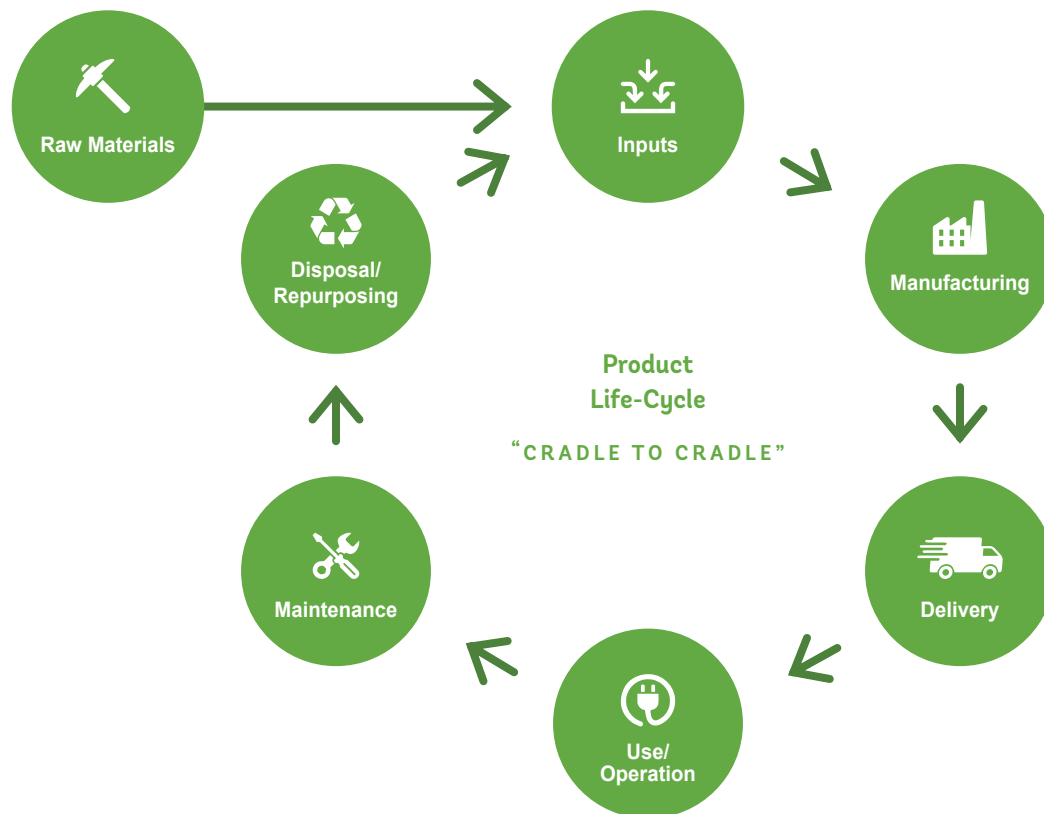 Raw Materials
Inputs
Disposal/
Repurposing
Manufacturing
Product
Life-Cycle
“CRADLE TO CRADLE”
Maintenance
Delivery
Use/
Operation